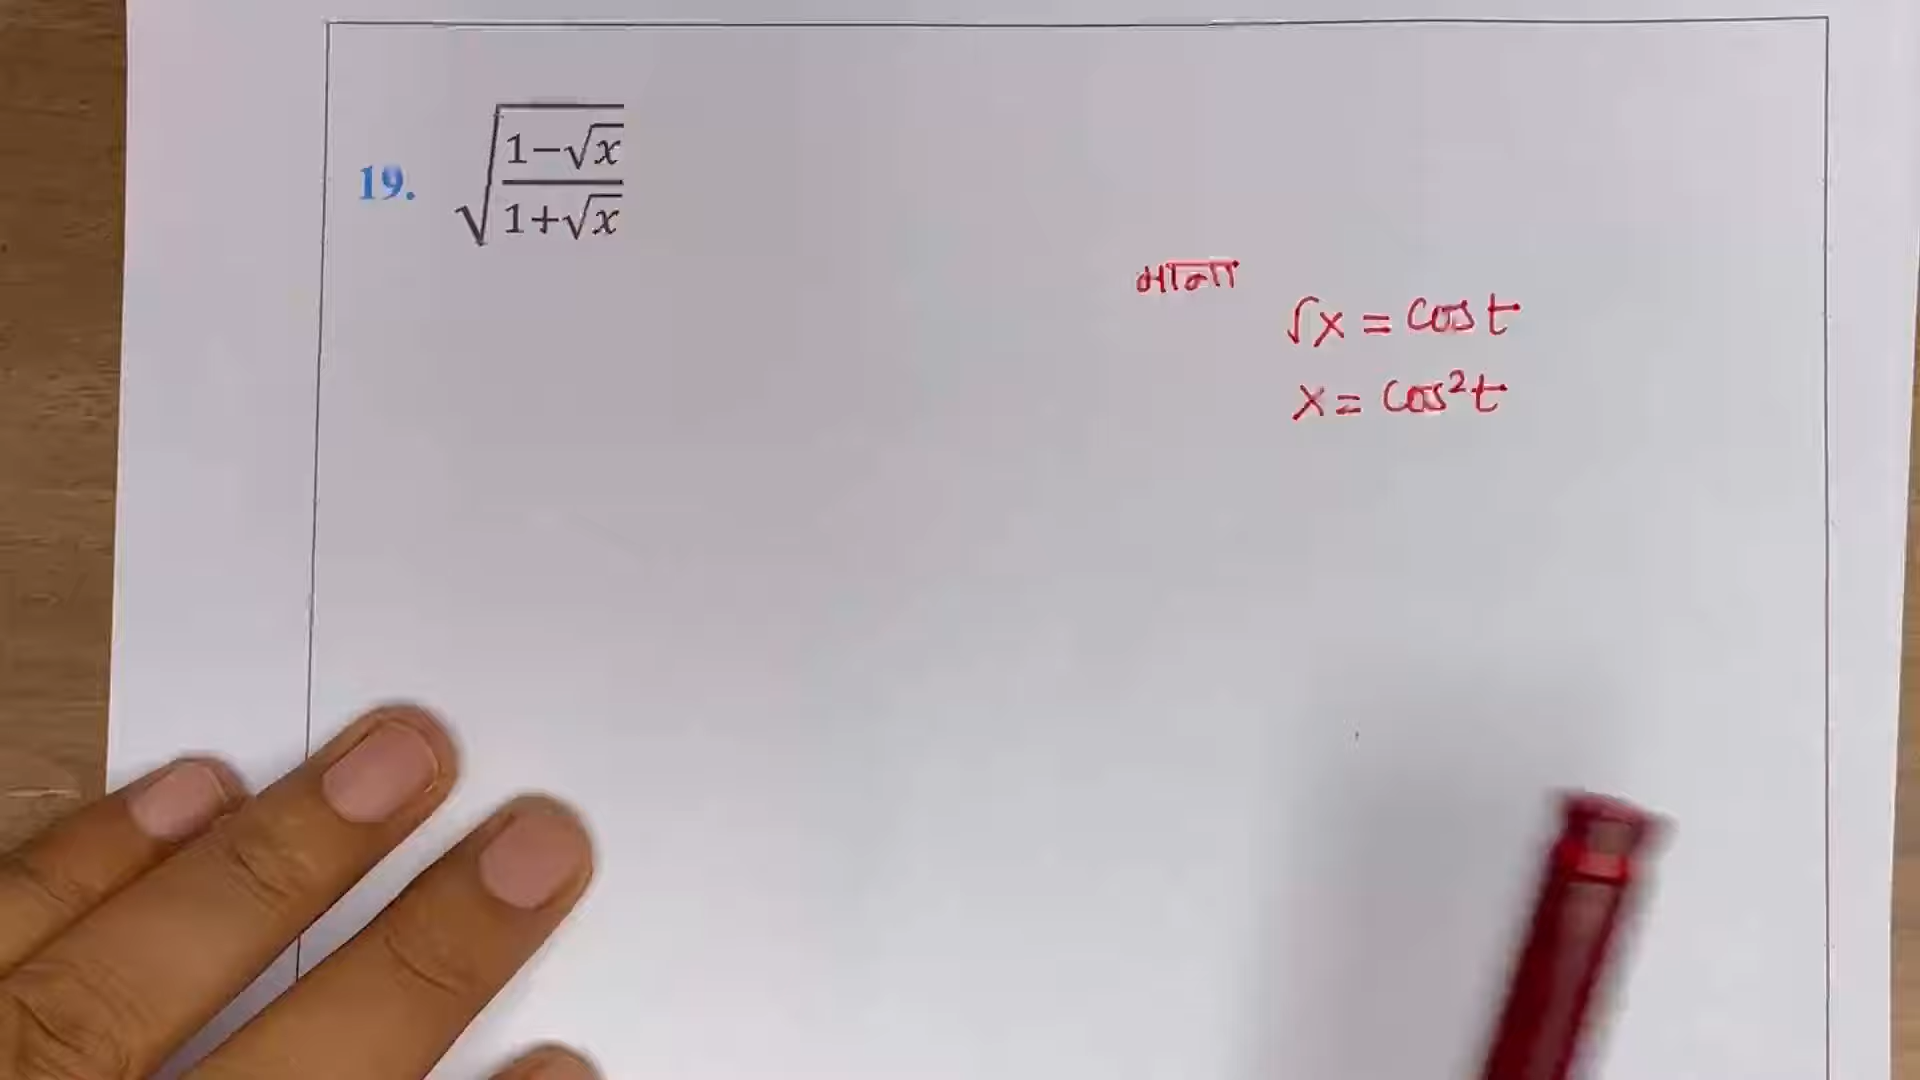 19. √((1−√x)/(1+√x))
√x = cos t
x = cos²t